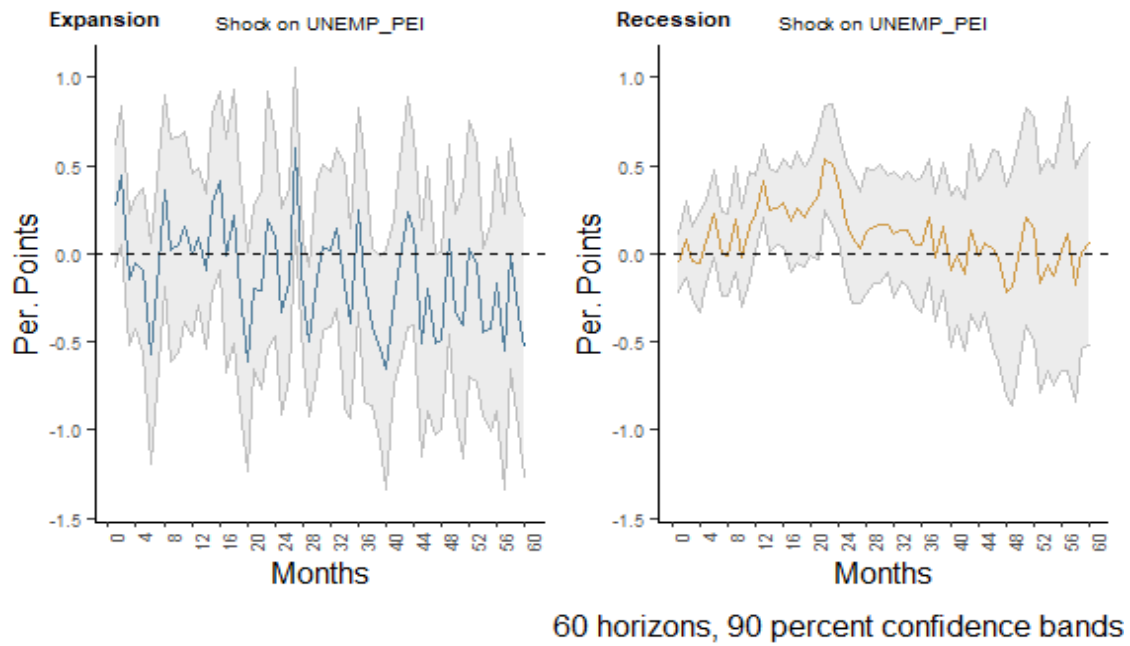 Expansion
Shock on UNEMP_PEI
Per. Points
1.0
0.5
0.0
-0.5
-1.0
-1.5
0 4 8 12 16 20 24 28 32 36 40 44 48 52 56 60
Months
Recession
Shock on UNEMP_PEI
Per. Points
1.0
0.5
0.0
-0.5
-1.0
-1.5
0 4 8 12 16 20 24 28 32 36 40 44 48 52 56 60
Months
60 horizons, 90 percent confidence bands